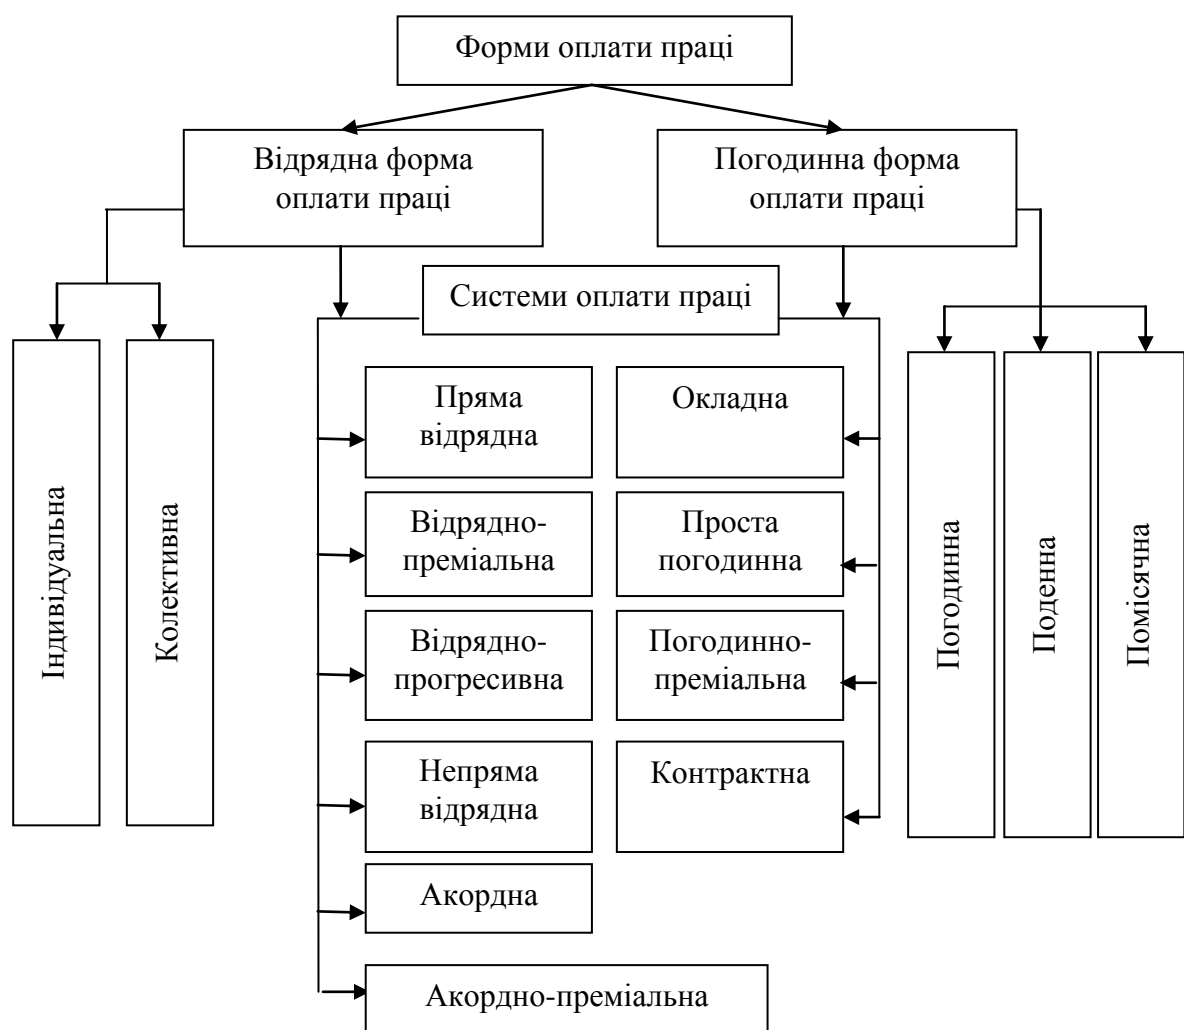 Форми оплати праці
Відрядна форма
оплати праці
Погодинна форма
оплати праці
Системи оплати праці
Індивідуальна
Колективна
Пряма
відрядна
Відрядно-
преміальна
Відрядно-
прогресивна
Непряма
відрядна
Акордна
Акордно-преміальна
Окладна
Проста
погодинна
Погодинно-
преміальна
Контрактна
Погодинна
Поденна
Помісячна